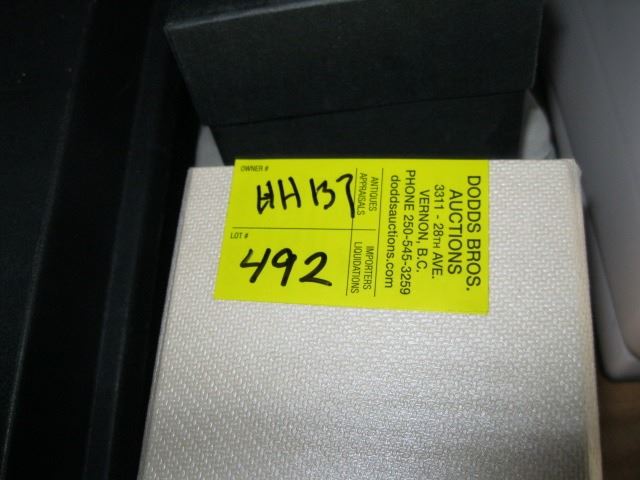 OWNER #
HH137
LOT #
492
ANTIQUES
APPRAISALS
IMPORTERS
LIQUIDATIONS
DODDS BROS.
AUCTIONS
3311 - 28TH AVE.
VERNON, B.C.
PHONE 250-545-3259
doddsauctions.com